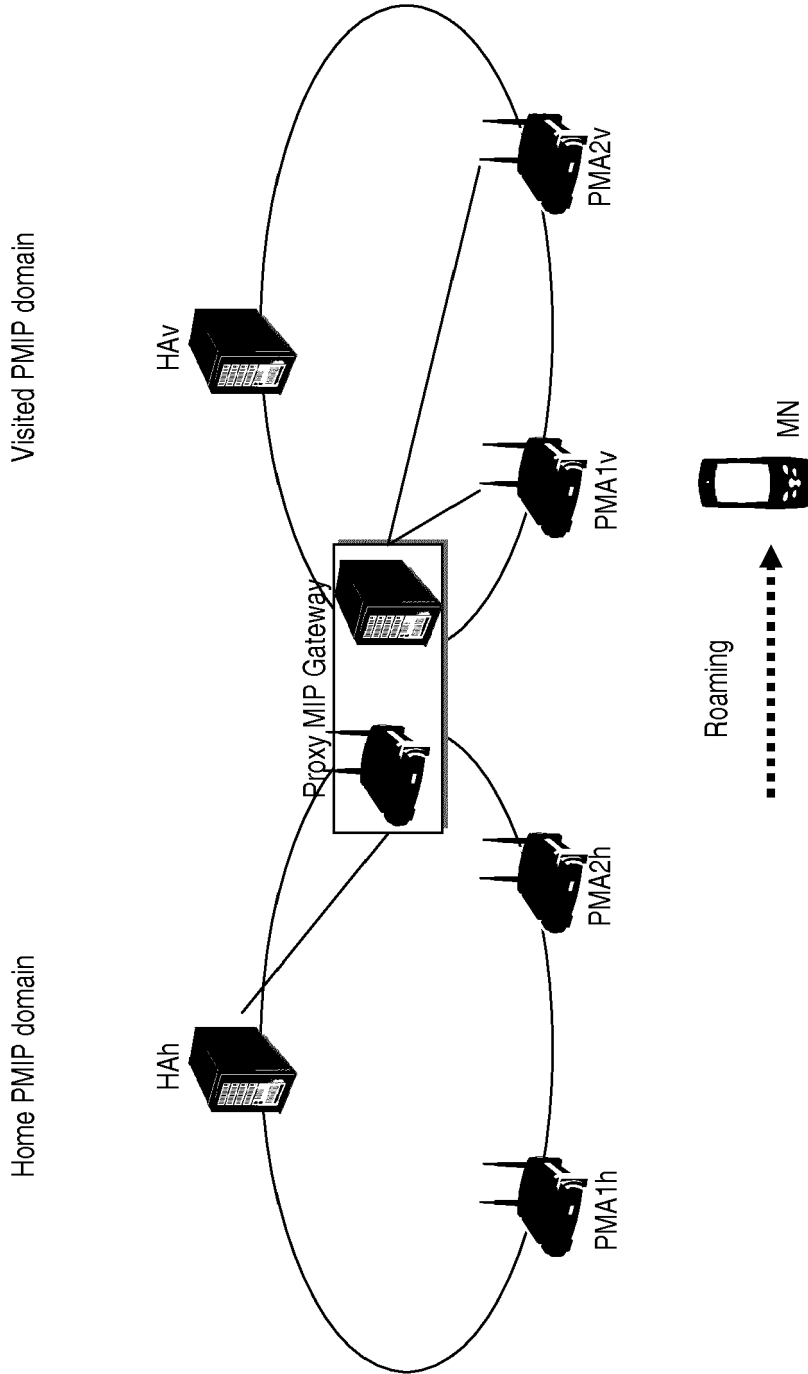 Home PMIP domain
Visited PMIP domain
HAh
HAv
Proxy MIP Gateway
PMA1h
PMA2h
PMA1v
PMA2v
Roaming
MN